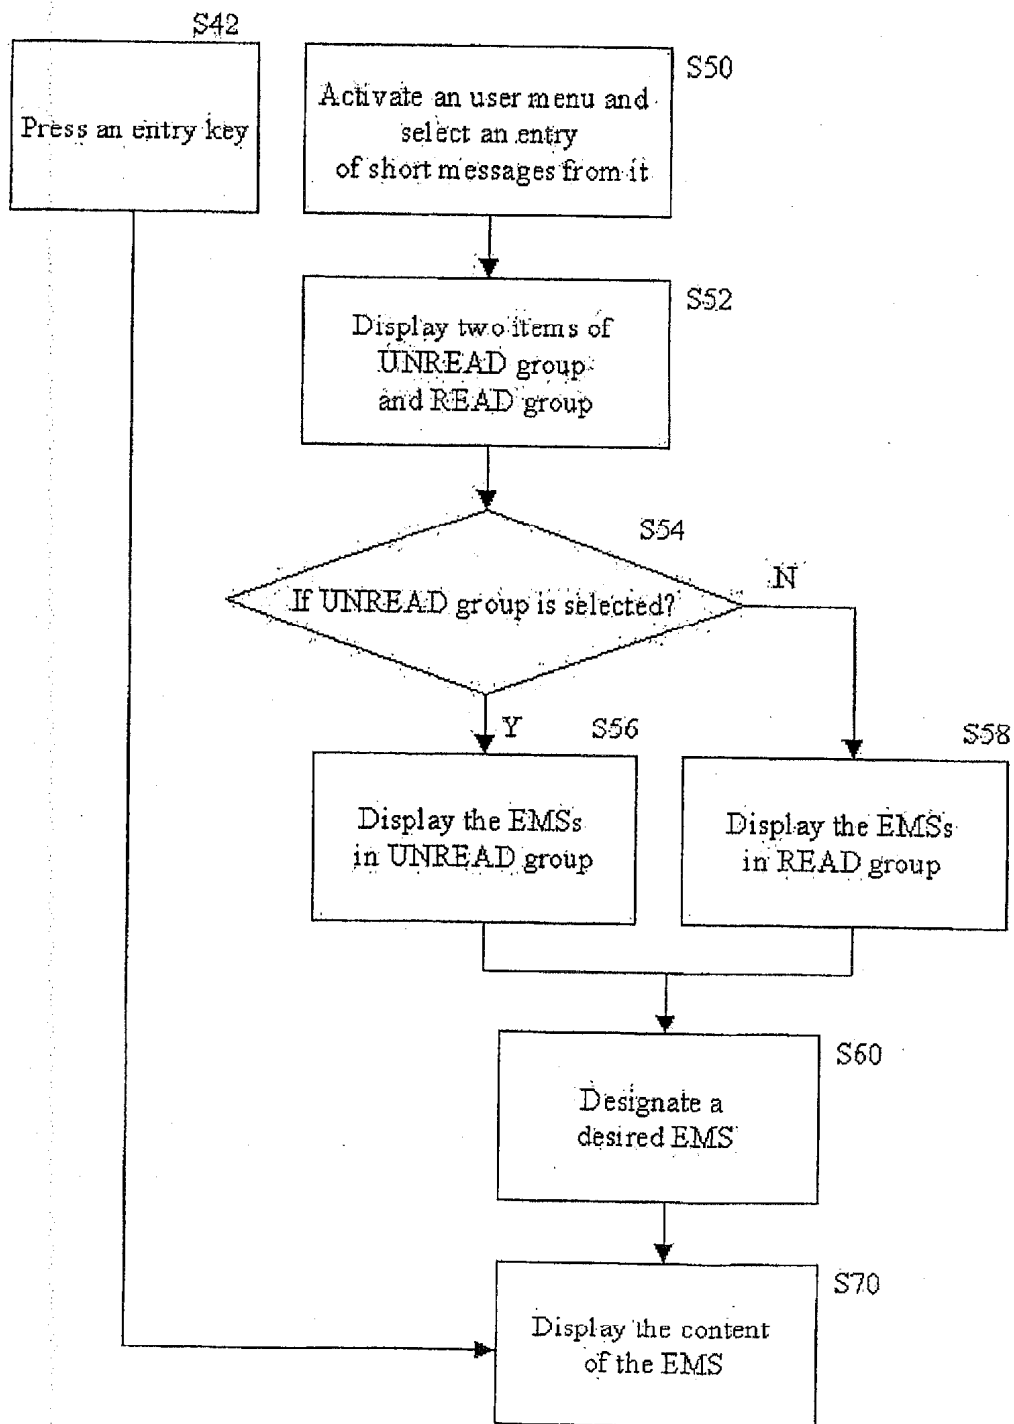 S42
Press an entry key
S50
Activate an user menu and
select an entry
of short messages from it
S52
Display two items of
UNREAD group
and READ group
S54
If UNREAD group is selected?
N
Y
S56
Display the EMSs
in UNREAD group
S58
Display the EMSs
in READ group
S60
Designate a
desired EMS
S70
Display the content
of the EMS